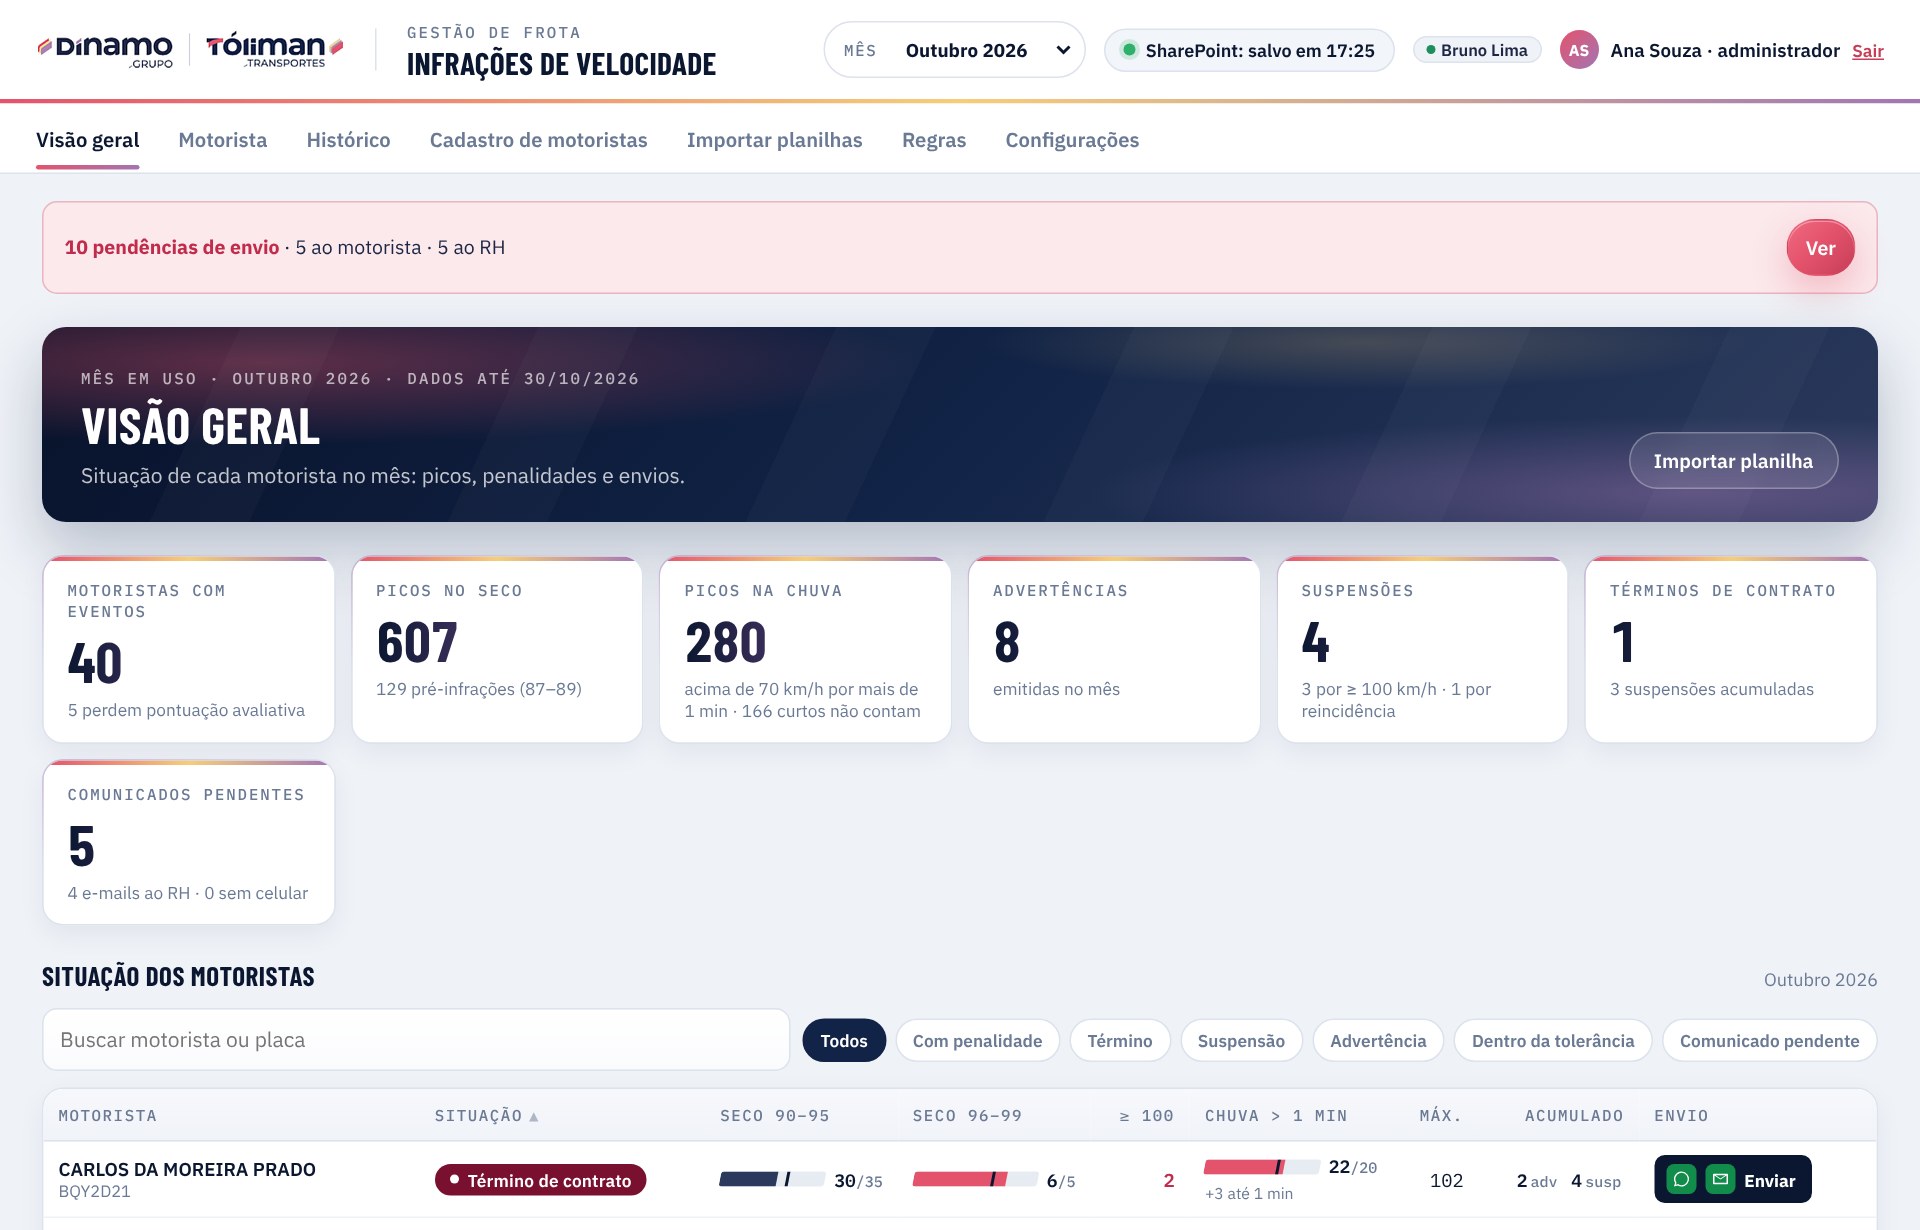 Dinamo
.GRUPO
Tóliman
.TRANSPORTES
GESTÃO DE FROTA
INFRAÇÕES DE VELOCIDADE
MÊS Outubro 2026
SharePoint: salvo em 17:25
Bruno Lima
AS
Ana Souza · administrador
Sair
Visão geral
Motorista
Histórico
Cadastro de motoristas
Importar planilhas
Regras
Configurações
10 pendências de envio · 5 ao motorista · 5 ao RH
Ver
MÊS EM USO · OUTUBRO 2026 · DADOS ATÉ 30/10/2026
VISÃO GERAL
Situação de cada motorista no mês: picos, penalidades e envios.
Importar planilha
MOTORISTAS COM
EVENTOS
40
5 perdem pontuação avaliativa
PICOS NO SECO
607
129 pré-infrações (87–89)
PICOS NA CHUVA
280
acima de 70 km/h por mais de
1 min · 166 curtos não contam
ADVERTÊNCIAS
8
emitidas no mês
SUSPENSÕES
4
3 por ≥ 100 km/h · 1 por
reincidência
TÉRMINOS DE CONTRATO
1
3 suspensões acumuladas
COMUNICADOS PENDENTES
5
4 e-mails ao RH · 0 sem celular
SITUAÇÃO DOS MOTORISTAS
Outubro 2026
Buscar motorista ou placa
Todos
Com penalidade
Término
Suspensão
Advertência
Dentro da tolerância
Comunicado pendente
MOTORISTA SITUAÇÃO ▲ SECO 90–95 SECO 96–99 ≥ 100 CHUVA > 1 MIN MÁX. ACUMULADO ENVIO
CARLOS DA MOREIRA PRADO
BQY2D21
Término de contrato
30/35
6/5
2
22/20
+3 até 1 min
102
2 adv 4 susp
Enviar